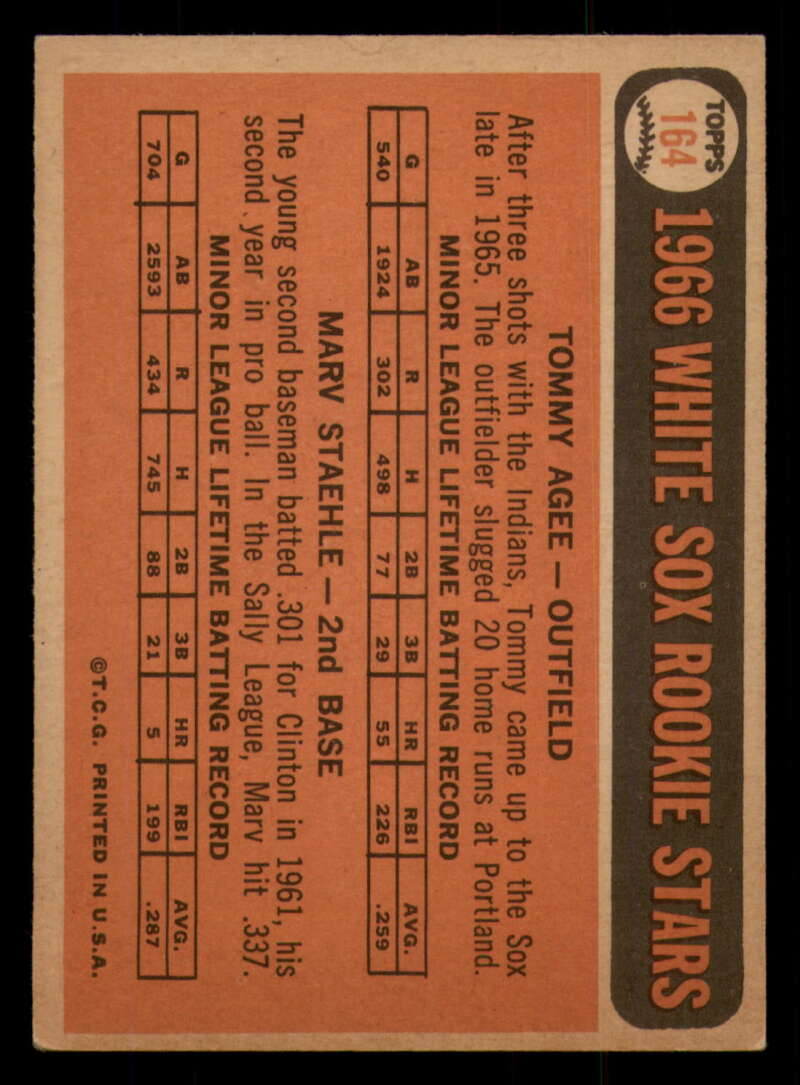 TOPPS
164
1966 WHITE SOX ROOKIE STARS
TOMMY AGEE — OUTFIELD
After three shots with the Indians, Tommy came up to the Sox
late in 1965. The outfielder slugged 20 home runs at Portland.
MINOR LEAGUE LIFETIME BATTING RECORD
G AB R H 2B 3B HR RBI AVG.
540 1924 302 498 77 29 55 226 .259
MARV STAEHLE — 2nd BASE
The young second baseman batted .301 for Clinton in 1961, his
second year in pro ball. In the Sally League, Marv hit .337.
MINOR LEAGUE LIFETIME BATTING RECORD
G AB R H 2B 3B HR RBI AVG.
704 2593 434 745 88 21 5 199 .287
©T.C.G. PRINTED IN U.S.A.